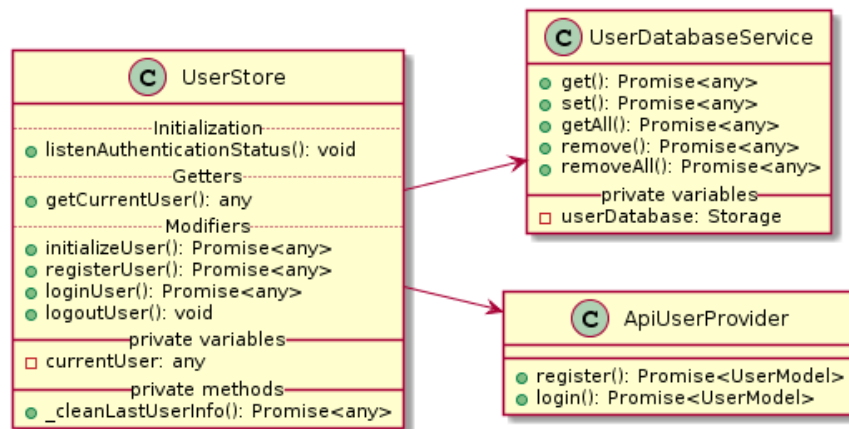 C UserStore
Initialization
listenAuthenticationStatus(): void
Getters
getCurrentUser(): any
Modifiers
initializeUser(): Promise<any>
registerUser(): Promise<any>
loginUser(): Promise<any>
logoutUser(): void
private variables
currentUser: any
private methods
_cleanLastUserInfo(): Promise<any>
C UserDatabaseService
get(): Promise<any>
set(): Promise<any>
getAll(): Promise<any>
remove(): Promise<any>
removeAll(): Promise<any>
private variables
userDatabase: Storage
C ApiUserProvider
register(): Promise<UserModel>
login(): Promise<UserModel>